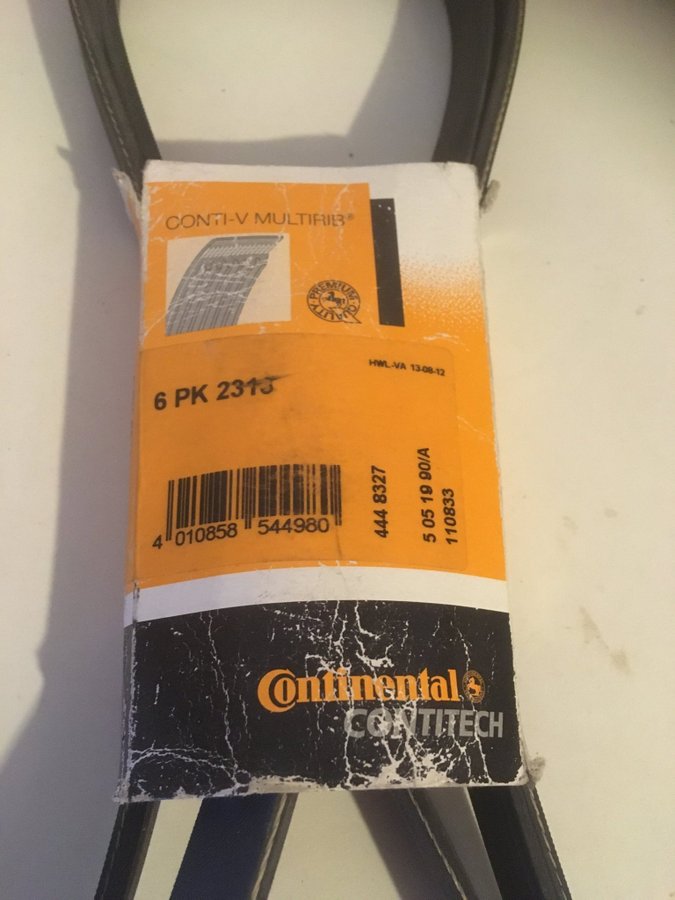 CONTI-V MULTIRIB®
PREMIUM QUALITY
HWL-VA 13-08-12
6 PK 2313
444 8327
5 05 19 90/A
110833
4 010858 544980
Continental
CONTITECH